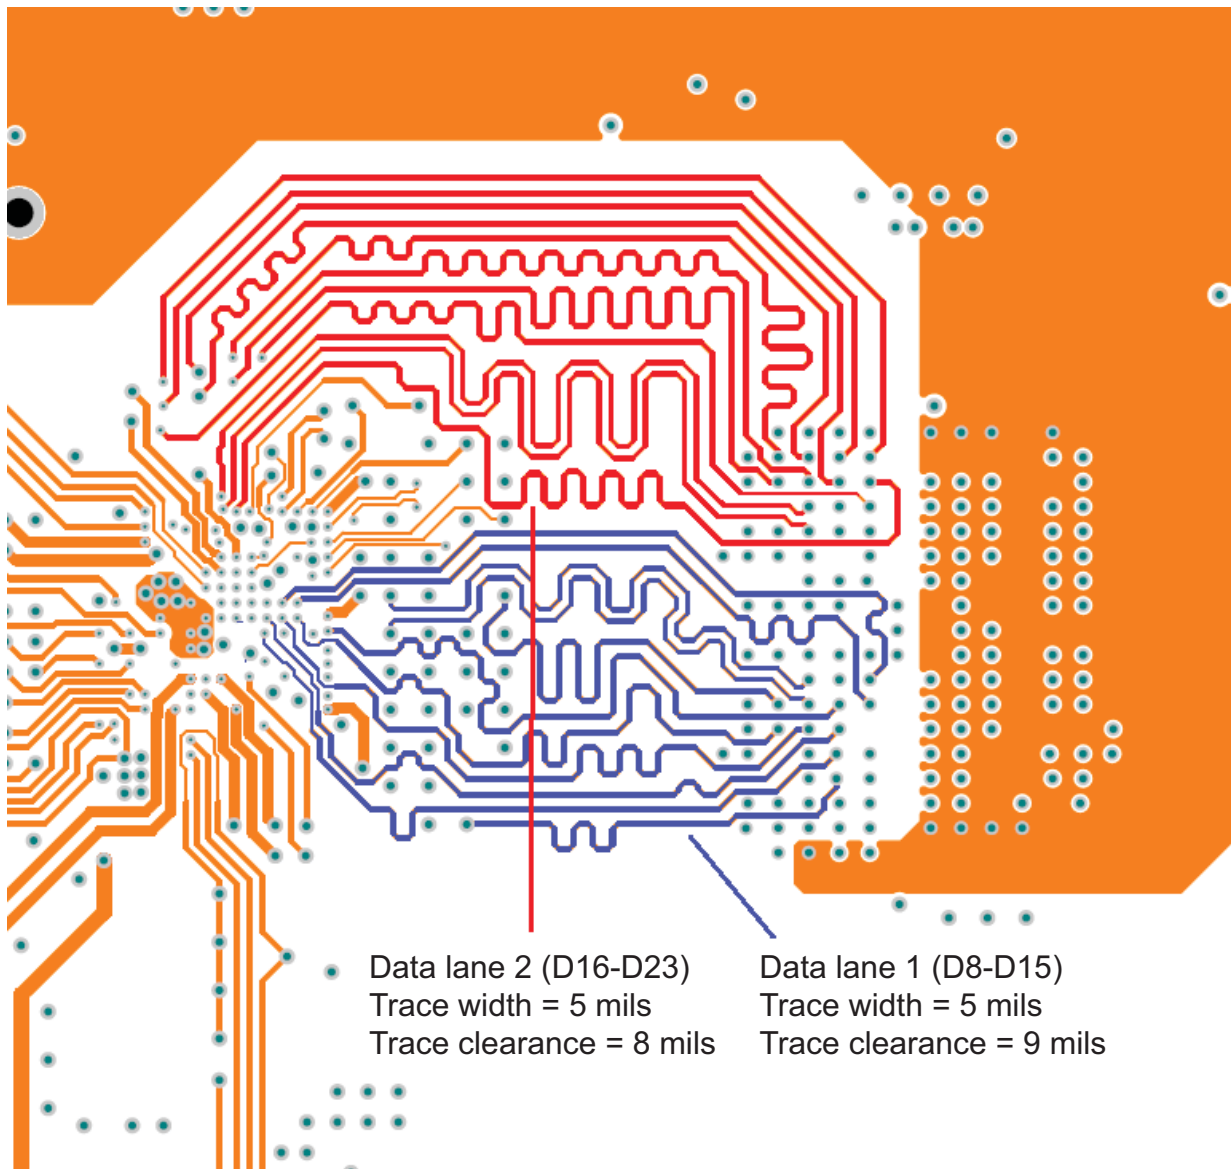 Data lane 2 (D16-D23)
Trace width = 5 mils
Trace clearance = 8 mils
Data lane 1 (D8-D15)
Trace width = 5 mils
Trace clearance = 9 mils